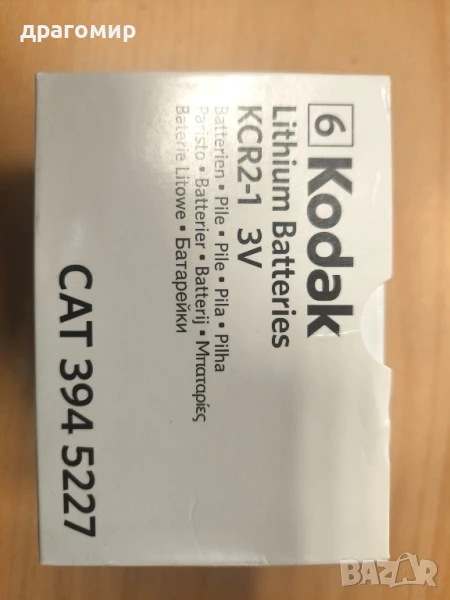 драгомир
6 Kodak
Lithium Batteries
KCR2-1 3V
Batterien • Pile • Pile • Pila • Pilha
Paristo • Batterier • Batterij • Μπαταρίες
Baterie Litowe • Батарейки
CAT 394 5227
BAZAR